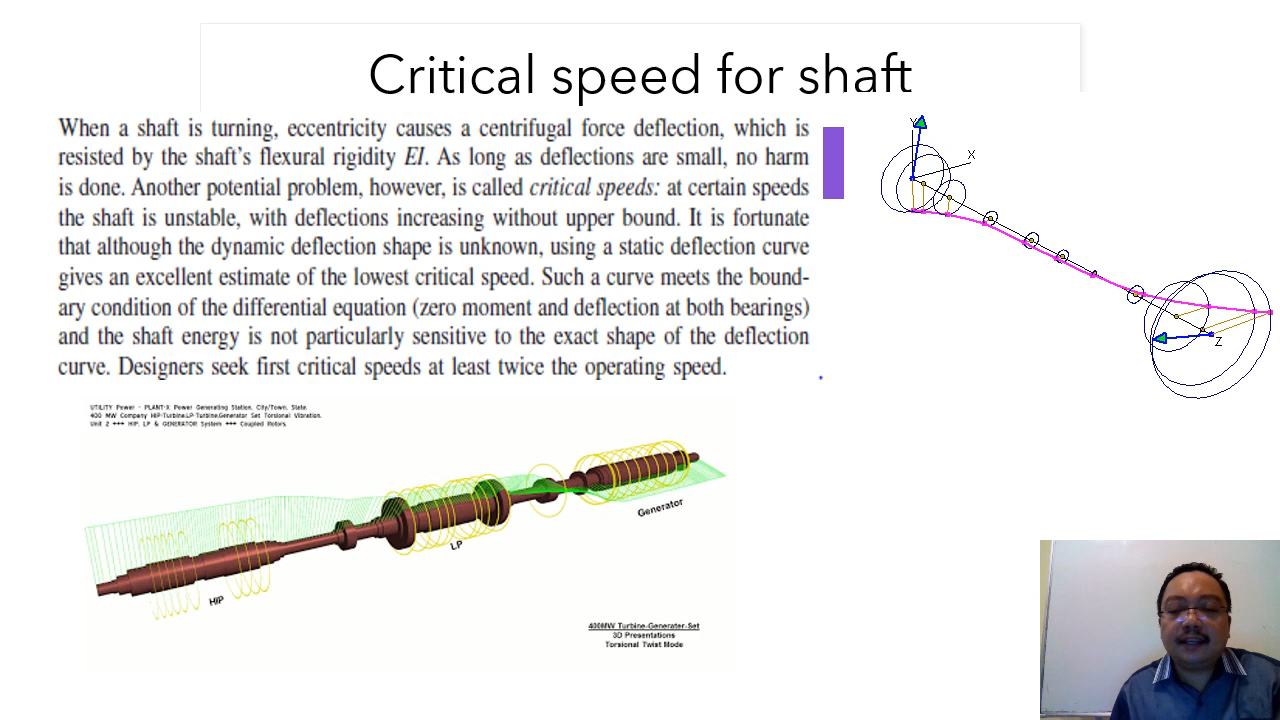 Critical speed for shaft
When a shaft is turning, eccentricity causes a centrifugal force deflection, which is
resisted by the shaft's flexural rigidity EI. As long as deflections are small, no harm
is done. Another potential problem, however, is called critical speeds: at certain speeds
the shaft is unstable, with deflections increasing without upper bound. It is fortunate
that although the dynamic deflection shape is unknown, using a static deflection curve
gives an excellent estimate of the lowest critical speed. Such a curve meets the bound-
ary condition of the differential equation (zero moment and deflection at both bearings)
and the shaft energy is not particularly sensitive to the exact shape of the deflection
curve. Designers seek first critical speeds at least twice the operating speed.
Y
X
Z
UTILITY Power - PLANT-X Power Generating Station, City/Town, State.
400 MW Company HIP-Turbine,LP-Turbine,Generator Set Torsional Vibration.
Unit 2 +++ HIP, LP & GENERATOR System +++ Coupled Rotors.
Generator
LP
HIP
400MW Turbine-Generater-Set
3D Presentations
Torsional Twist Mode